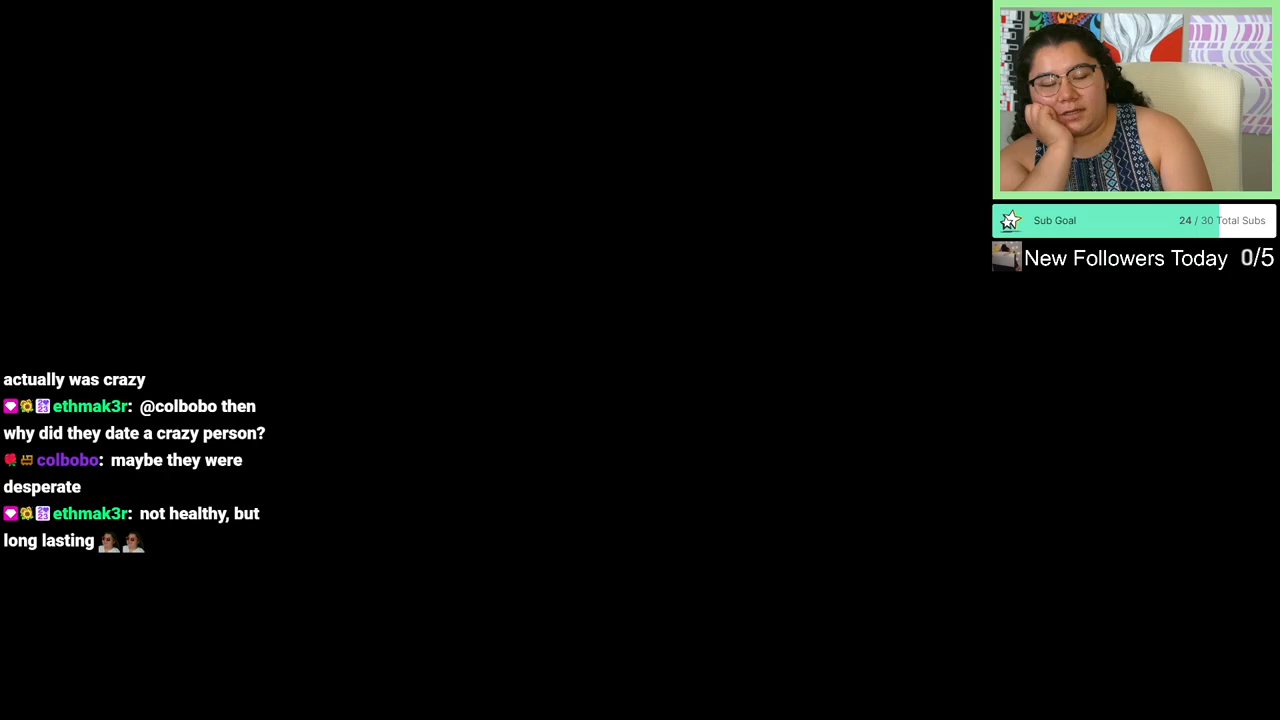 Sub Goal 24 / 30 Total Subs
New Followers Today 0/5
actually was crazy
ethmak3r: @colbobo then
why did they date a crazy person?
colbobo: maybe they were
desperate
ethmak3r: not healthy, but
long lasting